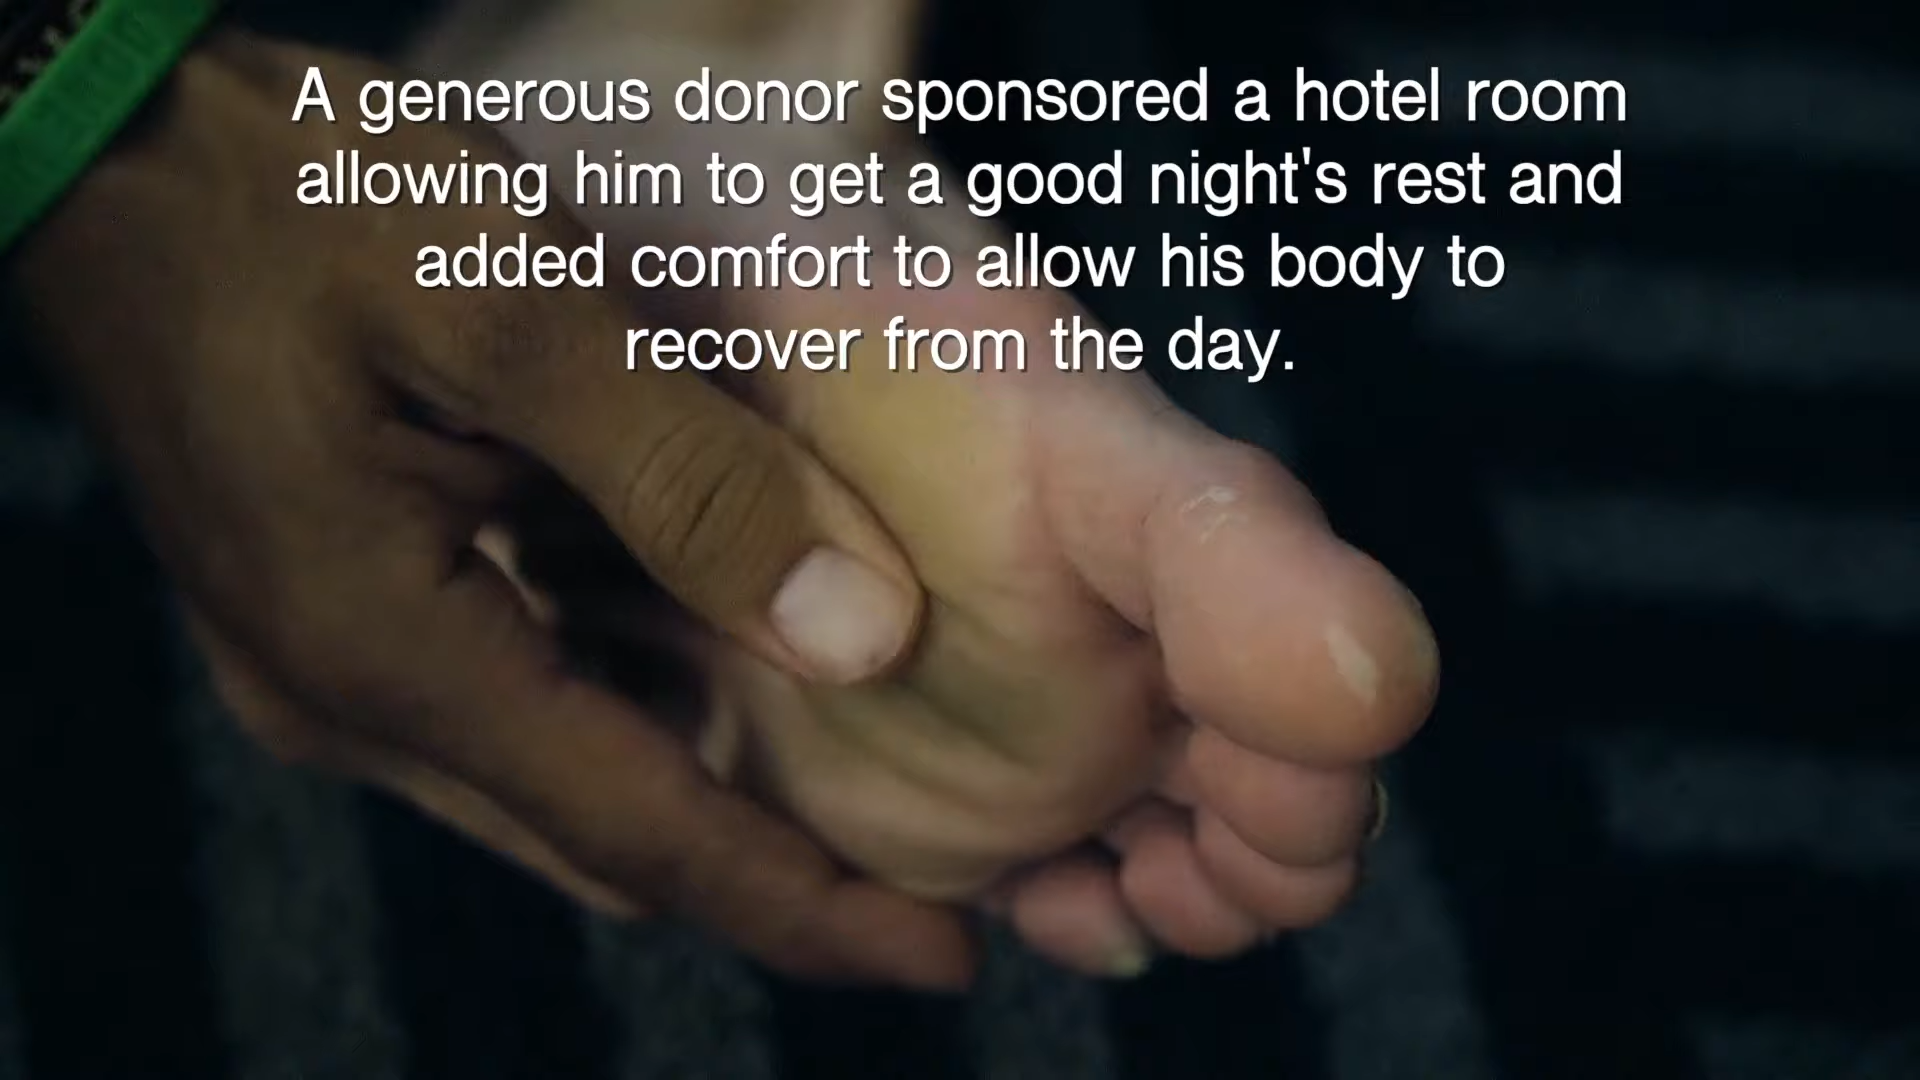 A generous donor sponsored a hotel room
allowing him to get a good night's rest and
added comfort to allow his body to
recover from the day.